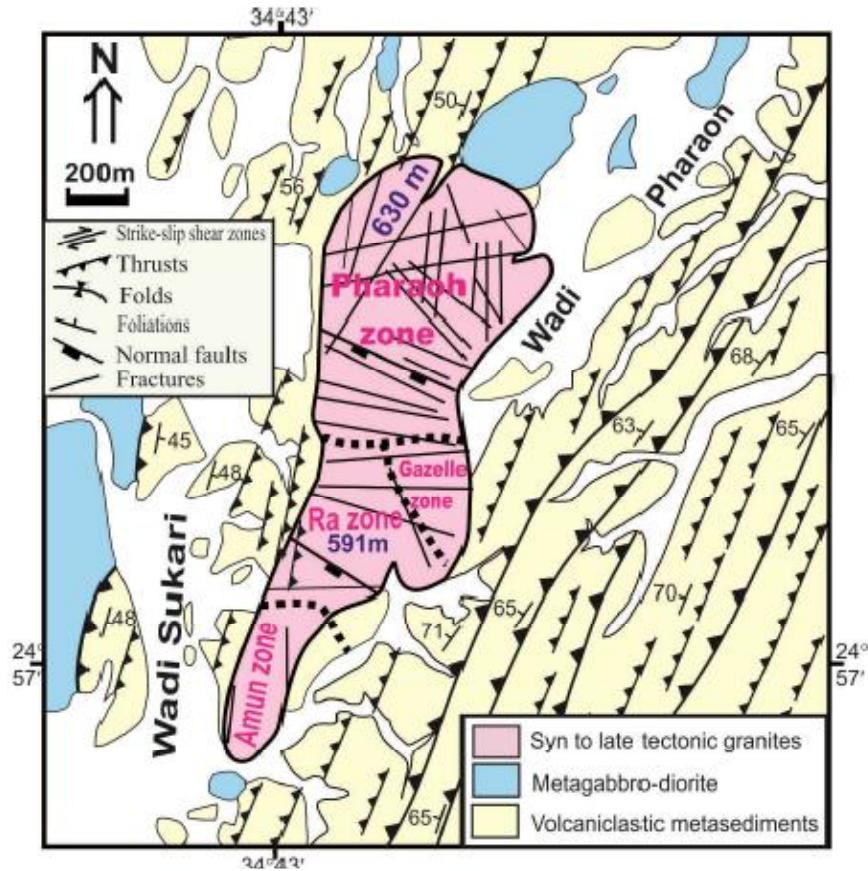 34°43'
N
200m
Strike-slip shear zones
Thrusts
Folds
Foliations
Normal faults
Fractures
50
56
630 m
Pharaoh
zone
Wadi Pharaon
68
63
65
45
48
Gazelle
zone
Ra zone
591m
48
Wadi Sukari
Amun zone
71
65
70
65
24°
57'
24°
57'
Syn to late tectonic granites
Metagabbro-diorite
Volcaniclastic metasediments
34°43'